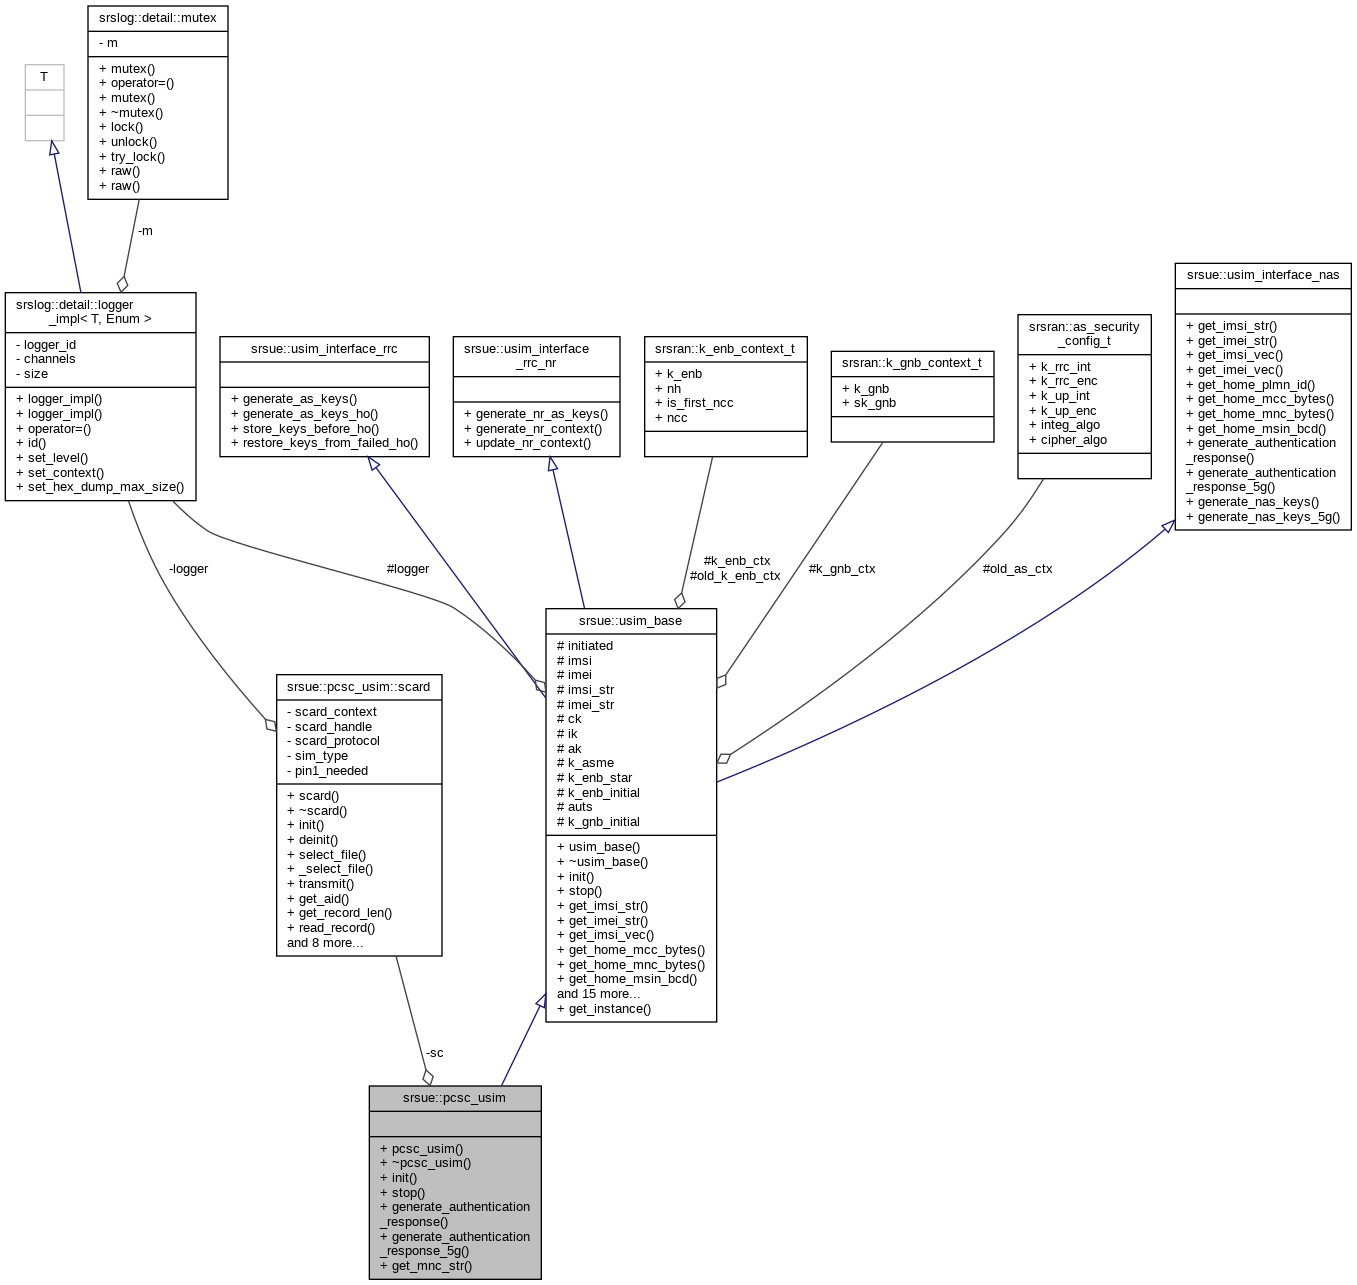 srslog::detail::mutex
- m
+ mutex()
+ operator=()
+ mutex()
+ ~mutex()
+ lock()
+ unlock()
+ try_lock()
+ raw()
+ raw()
T
-m
srslog::detail::logger
_impl< T, Enum >
- logger_id
- channels
- size
+ logger_impl()
+ logger_impl()
+ operator=()
+ id()
+ set_level()
+ set_context()
+ set_hex_dump_max_size()
srsue::usim_interface_rrc
+ generate_as_keys()
+ generate_as_keys_ho()
+ store_keys_before_ho()
+ restore_keys_from_failed_ho()
srsue::usim_interface
_rrc_nr
+ generate_nr_as_keys()
+ generate_nr_context()
+ update_nr_context()
srsran::k_enb_context_t
+ k_enb
+ nh
+ is_first_ncc
+ ncc
srsran::k_gnb_context_t
+ k_gnb
+ sk_gnb
srsran::as_security
_config_t
+ k_rrc_int
+ k_rrc_enc
+ k_up_int
+ k_up_enc
+ integ_algo
+ cipher_algo
srsue::usim_interface_nas
+ get_imsi_str()
+ get_imei_str()
+ get_imsi_vec()
+ get_imei_vec()
+ get_home_plmn_id()
+ get_home_mcc_bytes()
+ get_home_mnc_bytes()
+ get_home_msin_bcd()
+ generate_authentication
_response()
+ generate_authentication
_response_5g()
+ generate_nas_keys()
+ generate_nas_keys_5g()
-logger
#logger
#k_enb_ctx
#old_k_enb_ctx
#k_gnb_ctx
#old_as_ctx
srsue::pcsc_usim::scard
- scard_context
- scard_handle
- scard_protocol
- sim_type
- pin1_needed
+ scard()
+ ~scard()
+ init()
+ deinit()
+ select_file()
+ _select_file()
+ transmit()
+ get_aid()
+ get_record_len()
+ read_record()
and 8 more...
srsue::usim_base
# initiated
# imsi
# imei
# imsi_str
# imei_str
# ck
# ik
# ak
# k_asme
# k_enb_star
# k_enb_initial
# auts
# k_gnb_initial
+ usim_base()
+ ~usim_base()
+ init()
+ stop()
+ get_imsi_str()
+ get_imei_str()
+ get_imsi_vec()
+ get_home_mcc_bytes()
+ get_home_mnc_bytes()
+ get_home_msin_bcd()
and 15 more...
+ get_instance()
-sc
srsue::pcsc_usim
+ pcsc_usim()
+ ~pcsc_usim()
+ init()
+ stop()
+ generate_authentication
_response()
+ generate_authentication
_response_5g()
+ get_mnc_str()